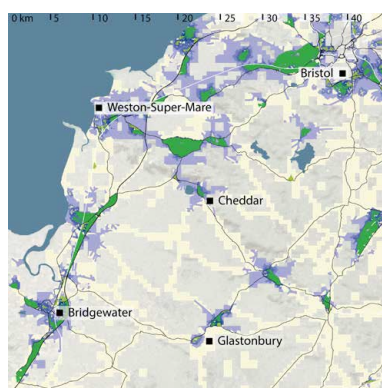 0 km 5 10 15 20 25 30 35 40
Bristol
Weston-Super-Mare
Cheddar
Bridgewater
Glastonbury